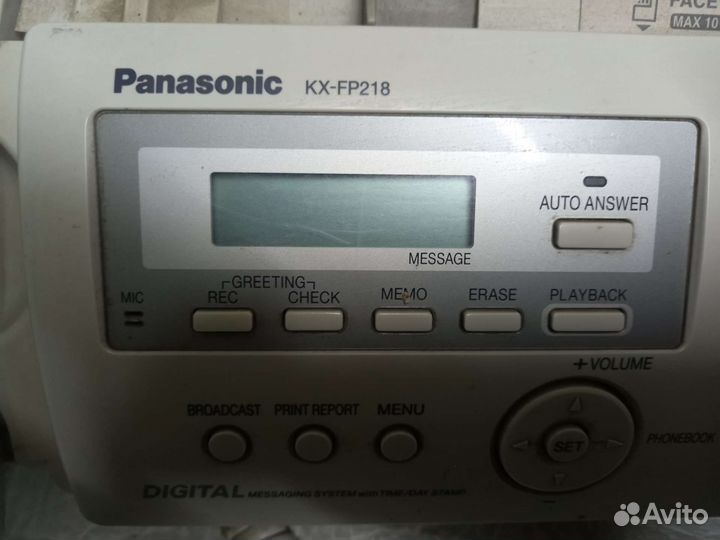 FACE
MAX 10
Panasonic KX-FP218
AUTO ANSWER
MESSAGE
GREETING
MIC REC CHECK MEMO ERASE PLAYBACK
+VOLUME
BROADCAST PRINT REPORT MENU
SET PHONEBOOK
DIGITAL MESSAGING SYSTEM with TIME/DAY STAMP
Avito